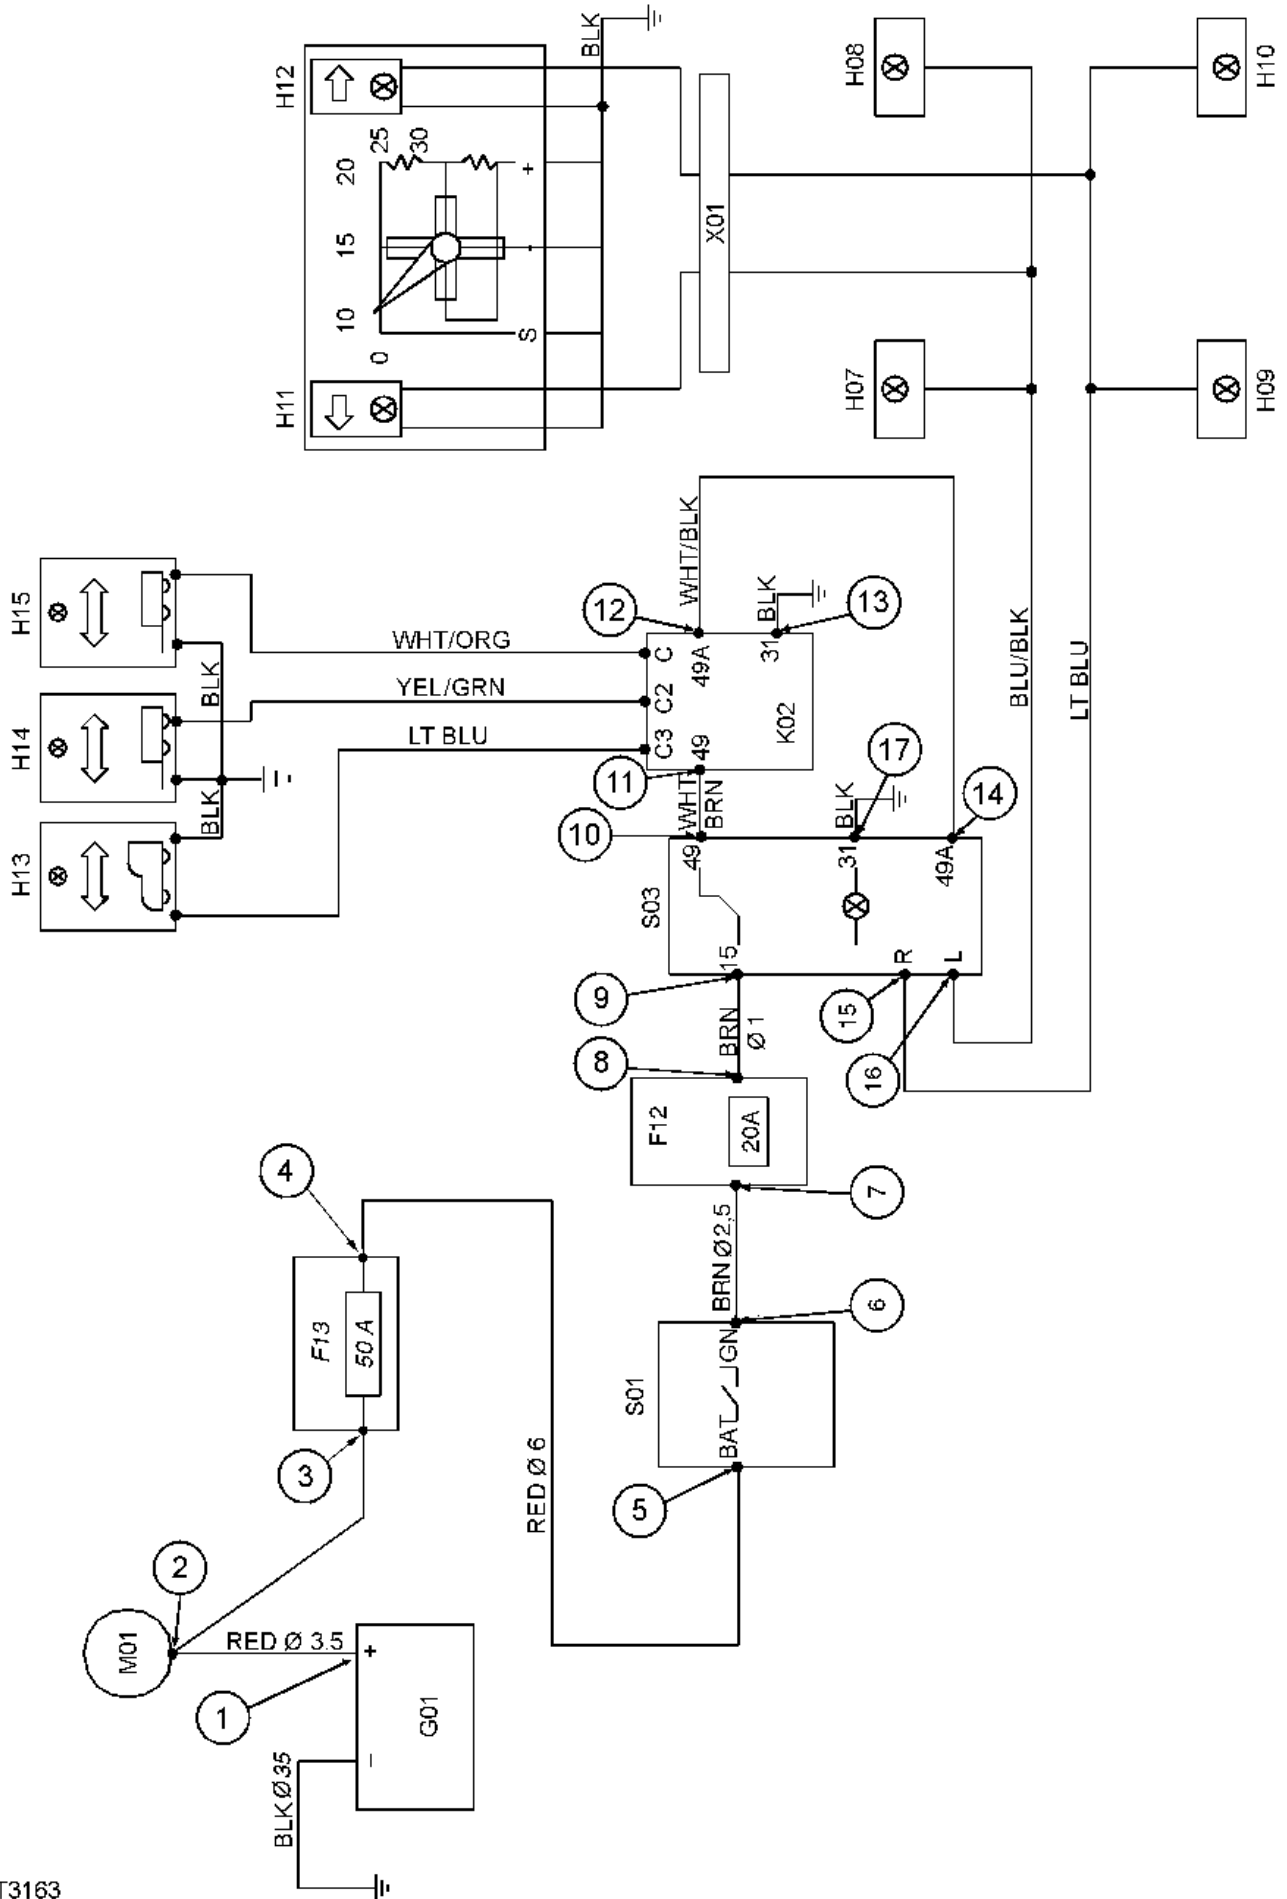 BLK
H12
H08
H10
25
30
20
15
10
0
+
-
S
X01
H11
H07
H09
H15
H14
H13
BLK
BLK
WHT/ORG
YEL/GRN
LT BLU
WHT/BLK
12
13
BLK
C
C2
C3
49A
31
49
K02
11
WHT
BRN
10
17
BLK
14
BLU/BLK
LT BLU
49
31
49A
S03
15
R
L
9
BRN
Ø 1
15
16
8
F12
20A
7
4
F13
50 A
3
BRN Ø 2,5
6
S01
BAT
IGN
5
RED Ø 6
2
M01
RED Ø 3.5
1
+
-
G01
BLK Ø 35
T3163